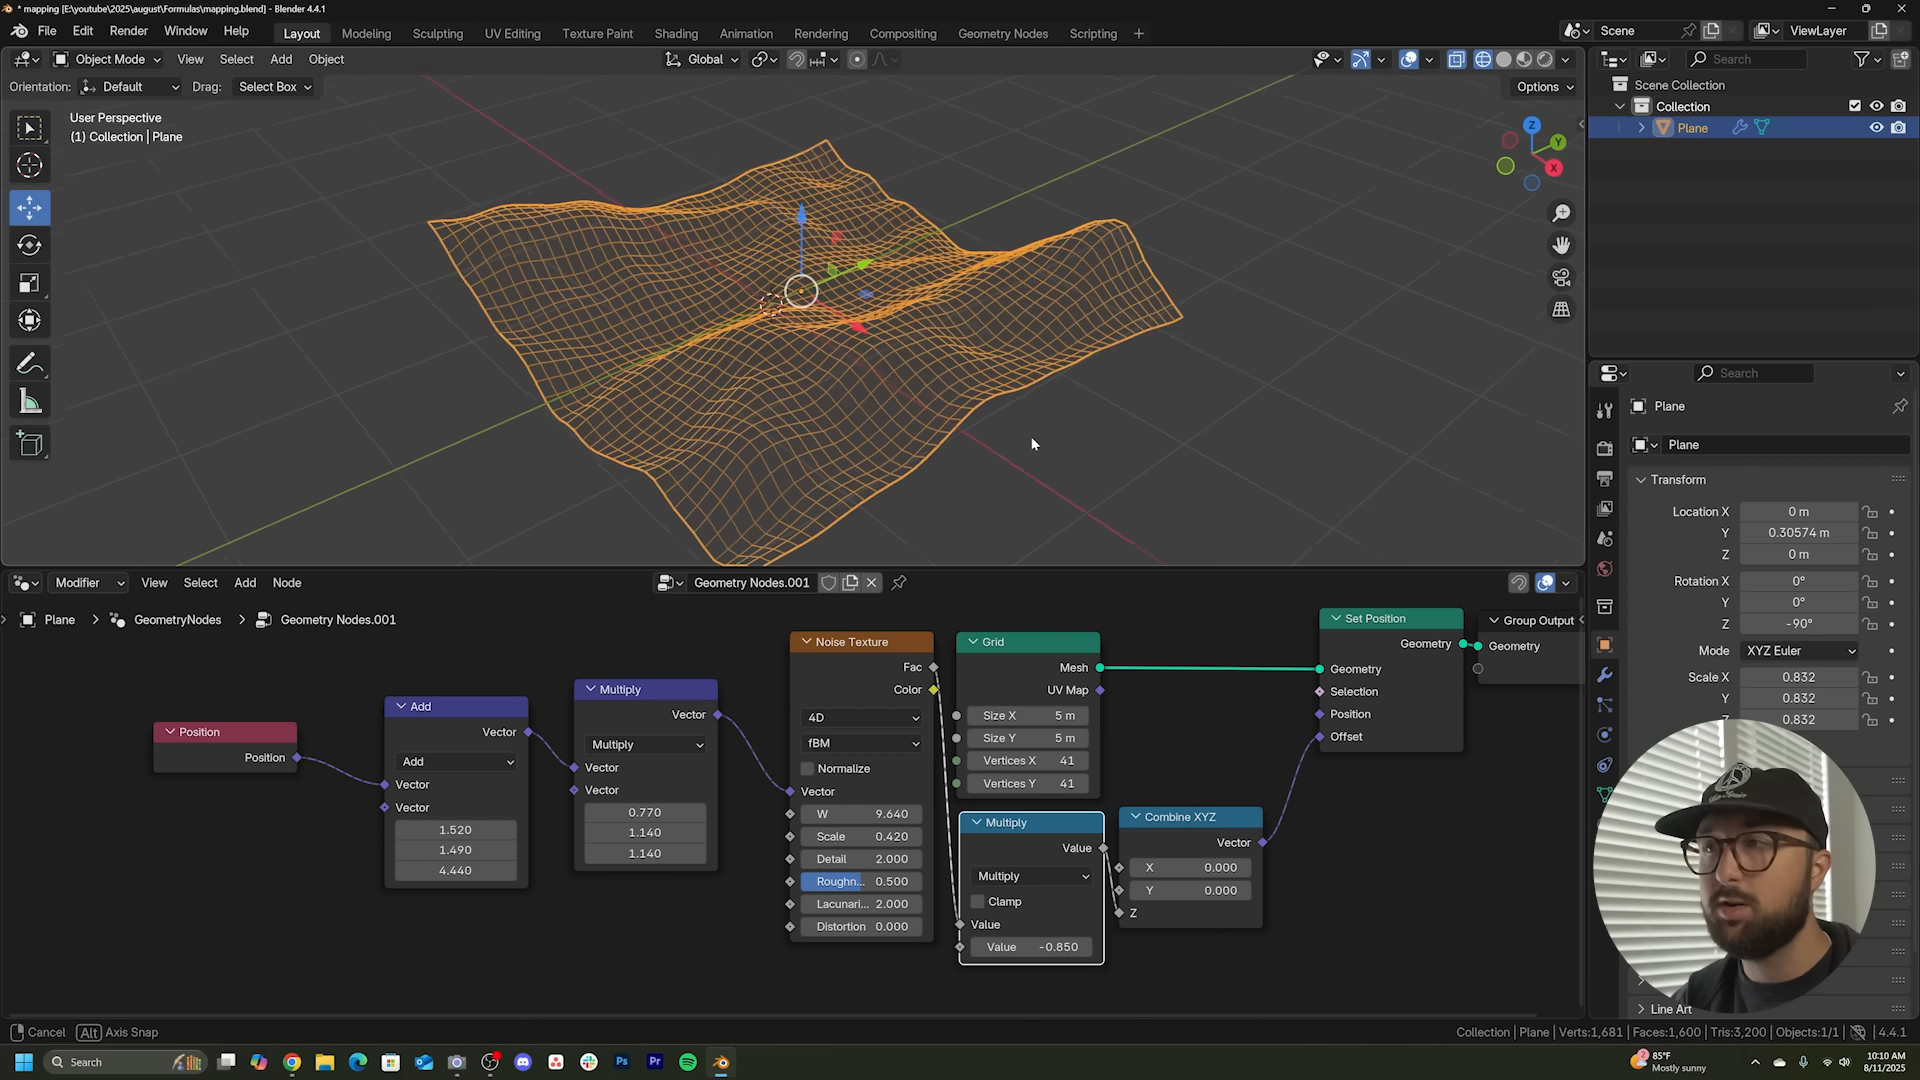 * mapping [E:\youtube\2025\august\Formulas\mapping.blend] - Blender 4.4.1
File Edit Render Window Help Layout Modeling Sculpting UV Editing Texture Paint Shading Animation Rendering Compositing Geometry Nodes Scripting + Scene ViewLayer
Object Mode View Select Add Object Global Search
Orientation: Default Drag: Select Box Options
Scene Collection
Collection
Plane
User Perspective
(1) Collection | Plane
Z
Y
X
Search
Plane
Plane
Transform
Location X 0 m
Y 0.30574 m
Z 0 m
Rotation X 0°
Y 0°
Z -90°
Mode XYZ Euler
Scale X 0.832
Y 0.832
Z 0.832
Line Art
Modifier View Select Add Node Geometry Nodes.001
Plane > GeometryNodes > Geometry Nodes.001
Position
Position
Add
Vector
Add
Vector
Vector
1.520
1.490
4.440
Multiply
Vector
Multiply
Vector
Vector
0.770
1.140
1.140
Noise Texture
Fac
Color
4D
fBM
Normalize
Vector
W 9.640
Scale 0.420
Detail 2.000
Roughn... 0.500
Lacunari... 2.000
Distortion 0.000
Grid
Mesh
UV Map
Size X 5 m
Size Y 5 m
Vertices X 41
Vertices Y 41
Multiply
Value
Multiply
Clamp
Value
Value -0.850
Combine XYZ
Vector
X 0.000
Y 0.000
Z
Set Position
Geometry
Geometry
Selection
Position
Offset
Group Output
Geometry
Cancel Alt Axis Snap
Collection | Plane | Verts:1,681 | Faces:1,600 | Tris:3,200 | Objects:1/1 | 4.4.1
Search
Ps
Pr
2
85°F
Mostly sunny
10:10 AM
8/11/2025